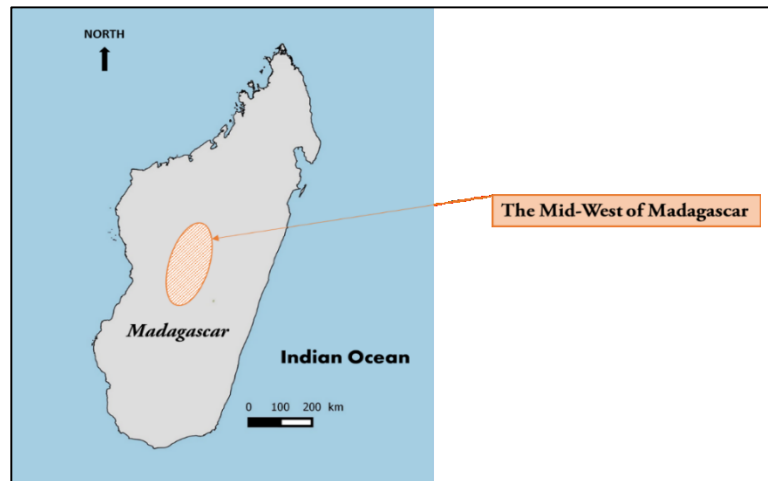 NORTH
The Mid-West of Madagascar
Madagascar
Indian Ocean
0 100 200 km